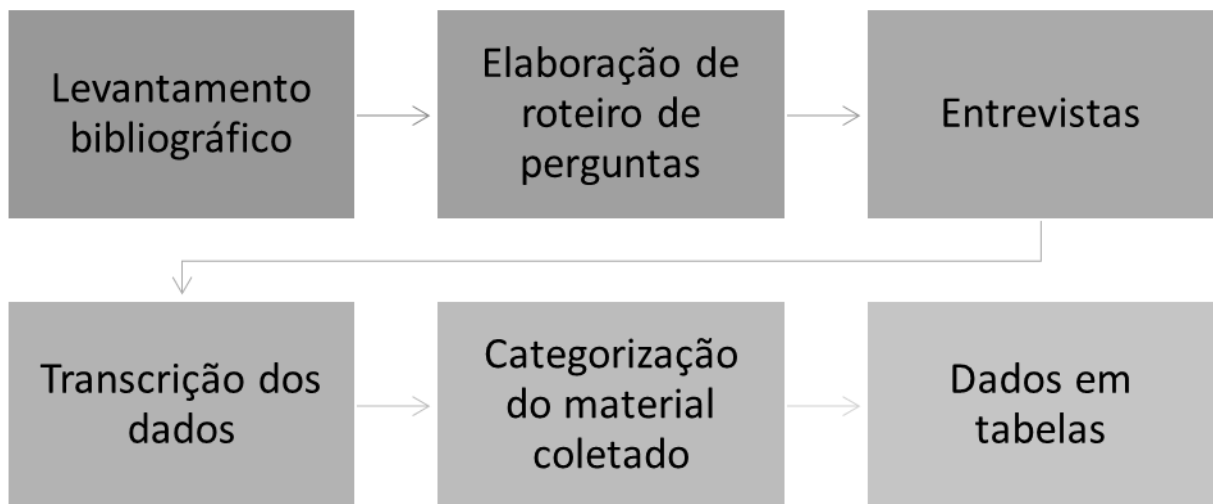 Levantamento
bibliográfico
Elaboração de
roteiro de
perguntas
Entrevistas
Transcrição dos
dados
Categorização
do material
coletado
Dados em
tabelas